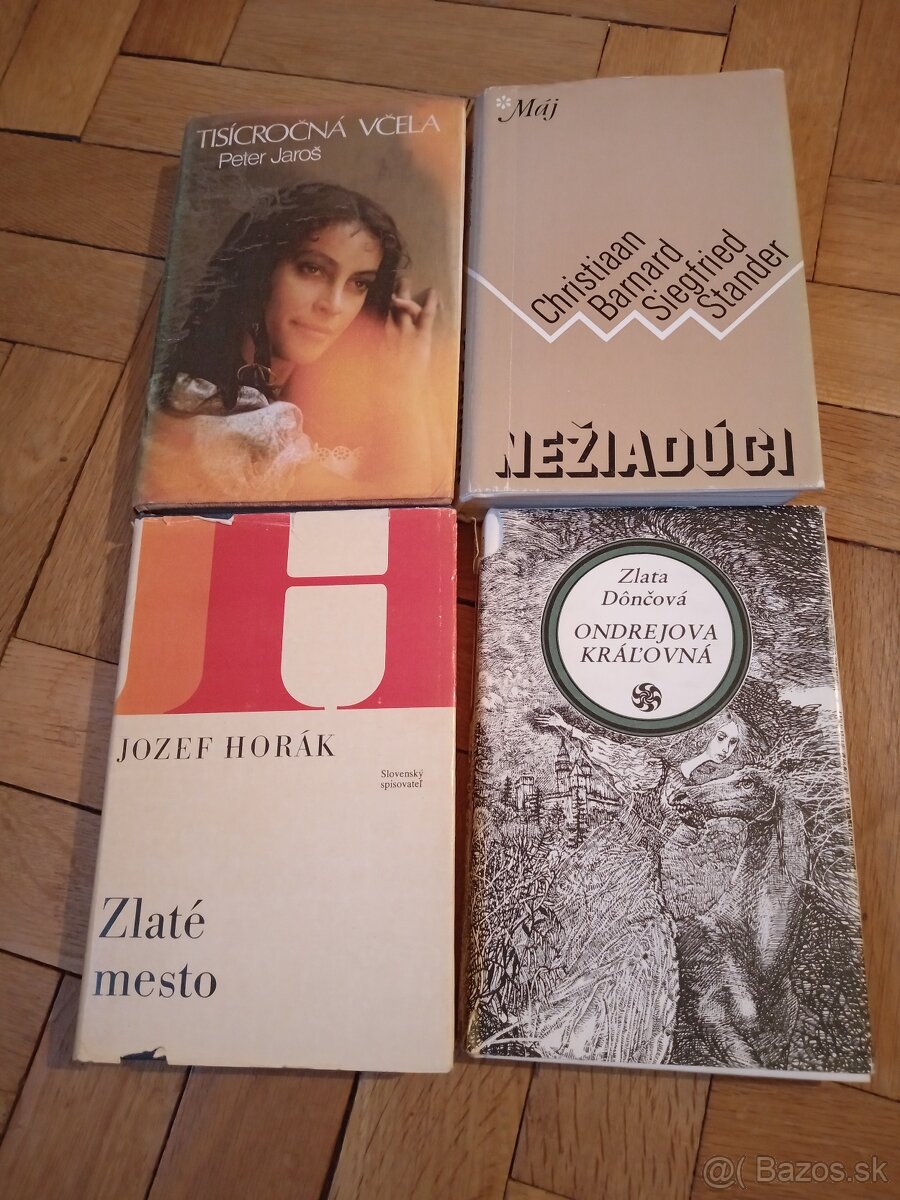 TISÍCROČNÁ VČELA
Peter Jaroš
*Máj
Christiaan
Barnard
Siegfried
Stander
NEŽIADÚCI
JH
JOZEF HORÁK
Slovenský
spisovateľ
Zlaté
mesto
Zlata
Dônčová
ONDREJOVA
KRÁĽOVNÁ
@( Bazos.sk